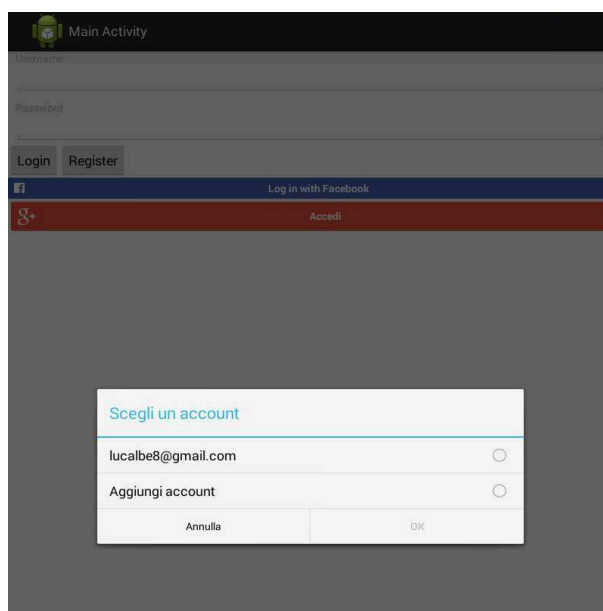 Main Activity
Username
Password
Login Register
f Log in with Facebook
g+ Accedi
Scegli un account
lucalbe8@gmail.com
Aggiungi account
Annulla OK